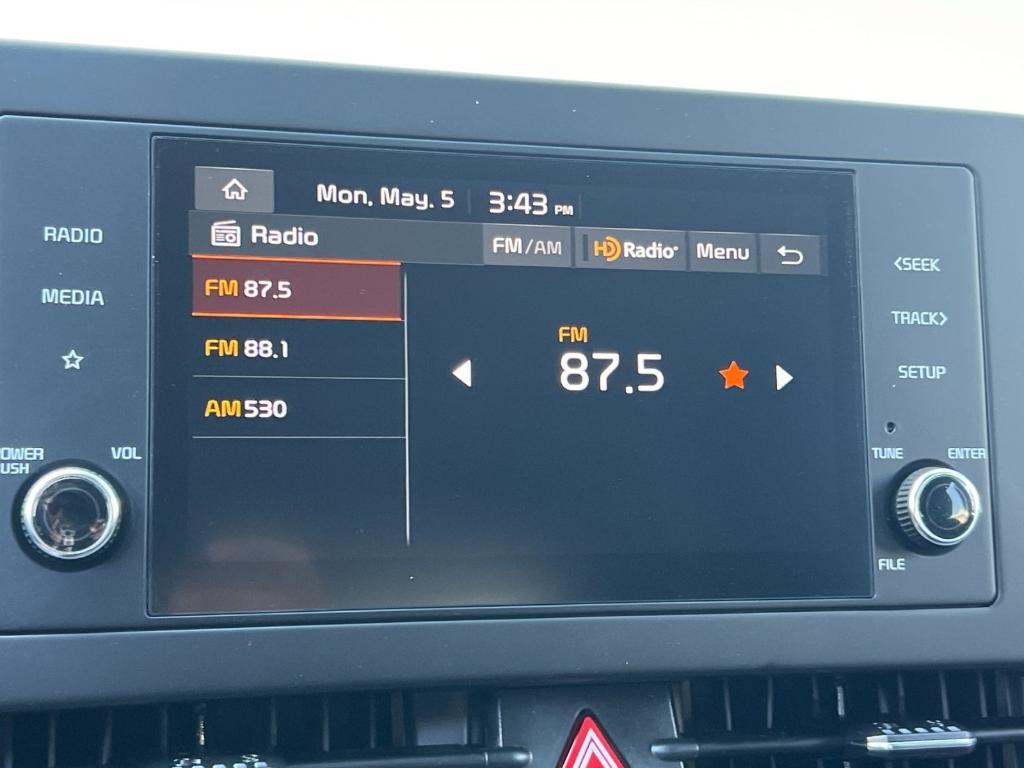 Mon, May. 5 3:43 PM
Radio FM/AM HD Radio Menu
FM 87.5
FM 88.1
AM 530
FM
87.5
RADIO
MEDIA
VOL
<SEEK
TRACK>
SETUP
TUNE ENTER
FILE